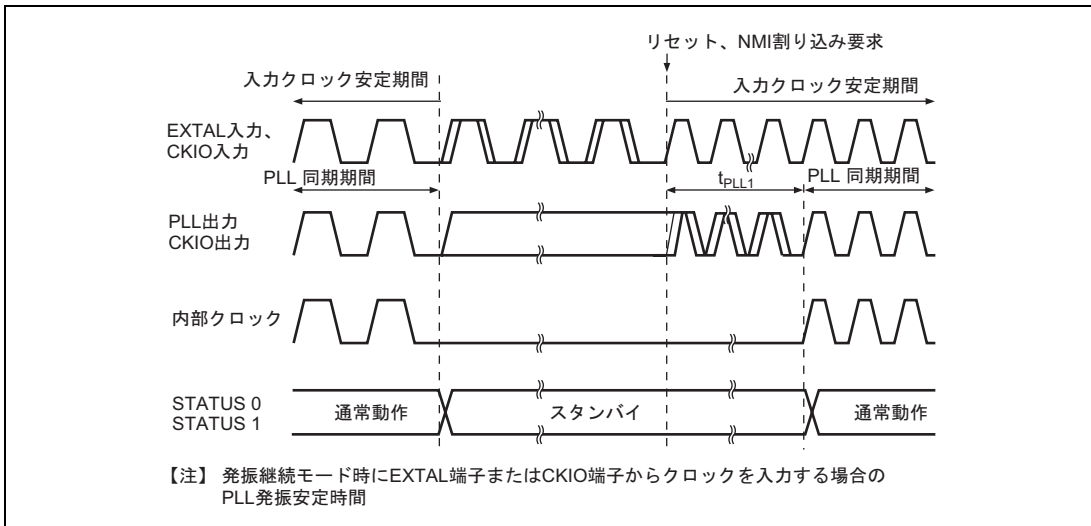 リセット、NMI割り込み要求
入力クロック安定期間
入力クロック安定期間
EXTAL入力、
CKIO入力
PLL 同期期間
tPLL1
PLL 同期期間
PLL出力
CKIO出力
内部クロック
STATUS 0
STATUS 1
通常動作
スタンバイ
通常動作
【注】 発振継続モード時にEXTAL端子またはCKIO端子からクロックを入力する場合の
PLL発振安定時間